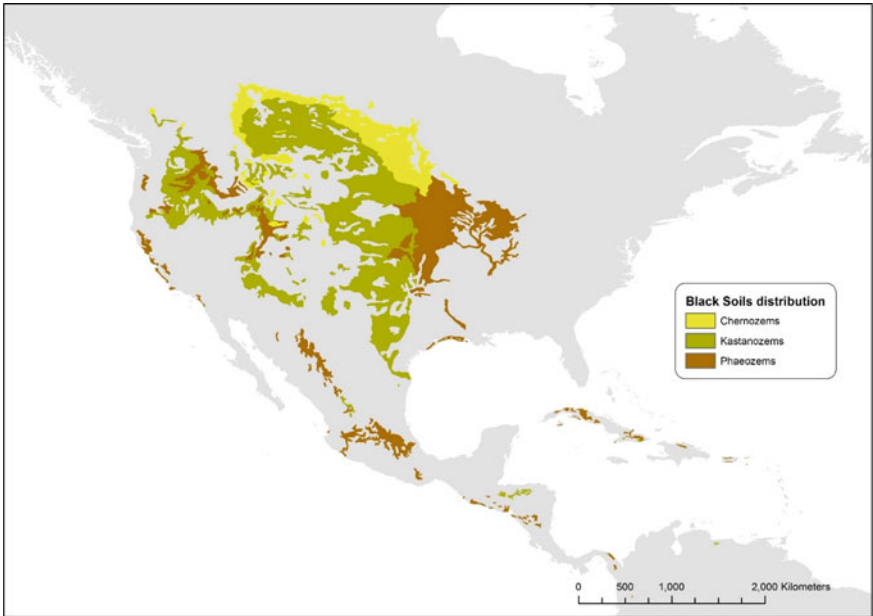 Black Soils distribution
Chernozems
Kastanozems
Phaeozems
0 500 1,000 2,000 Kilometers